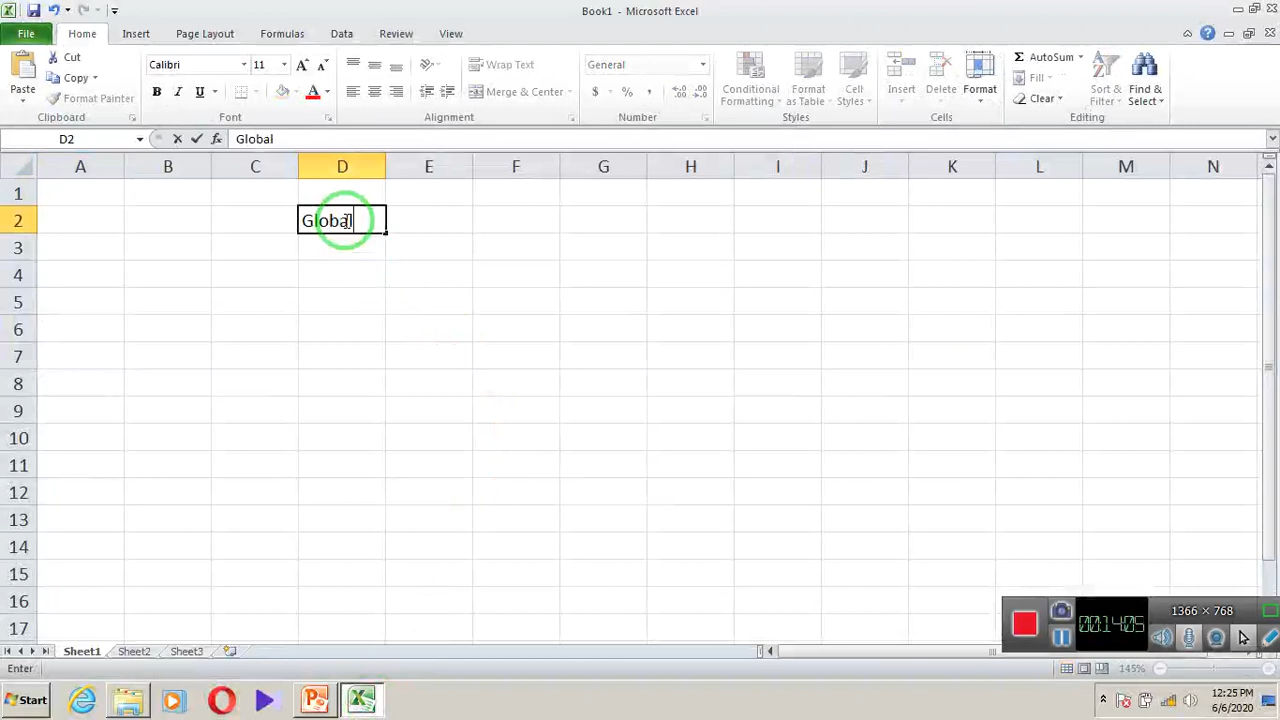 Book1 - Microsoft Excel
File Home Insert Page Layout Formulas Data Review View
Paste
Cut
Copy
Format Painter
Clipboard
Calibri 11
B I U A
Font
Wrap Text
Merge & Center
Alignment
General
$ % ,
Number
Conditional Formatting
Format as Table
Cell Styles
Styles
Insert
Delete
Format
Cells
Σ AutoSum
Fill
Clear
Sort & Filter
Find & Select
Editing
D2 fx Global
A B C D E F G H I J K L M N
1
2 Global
3
4
5
6
7
8
9
10
11
12
13
14
15
16
17
00:14:05
1366 × 768
Sheet1 Sheet2 Sheet3
Enter
145%
Start
12:25 PM
6/6/2020